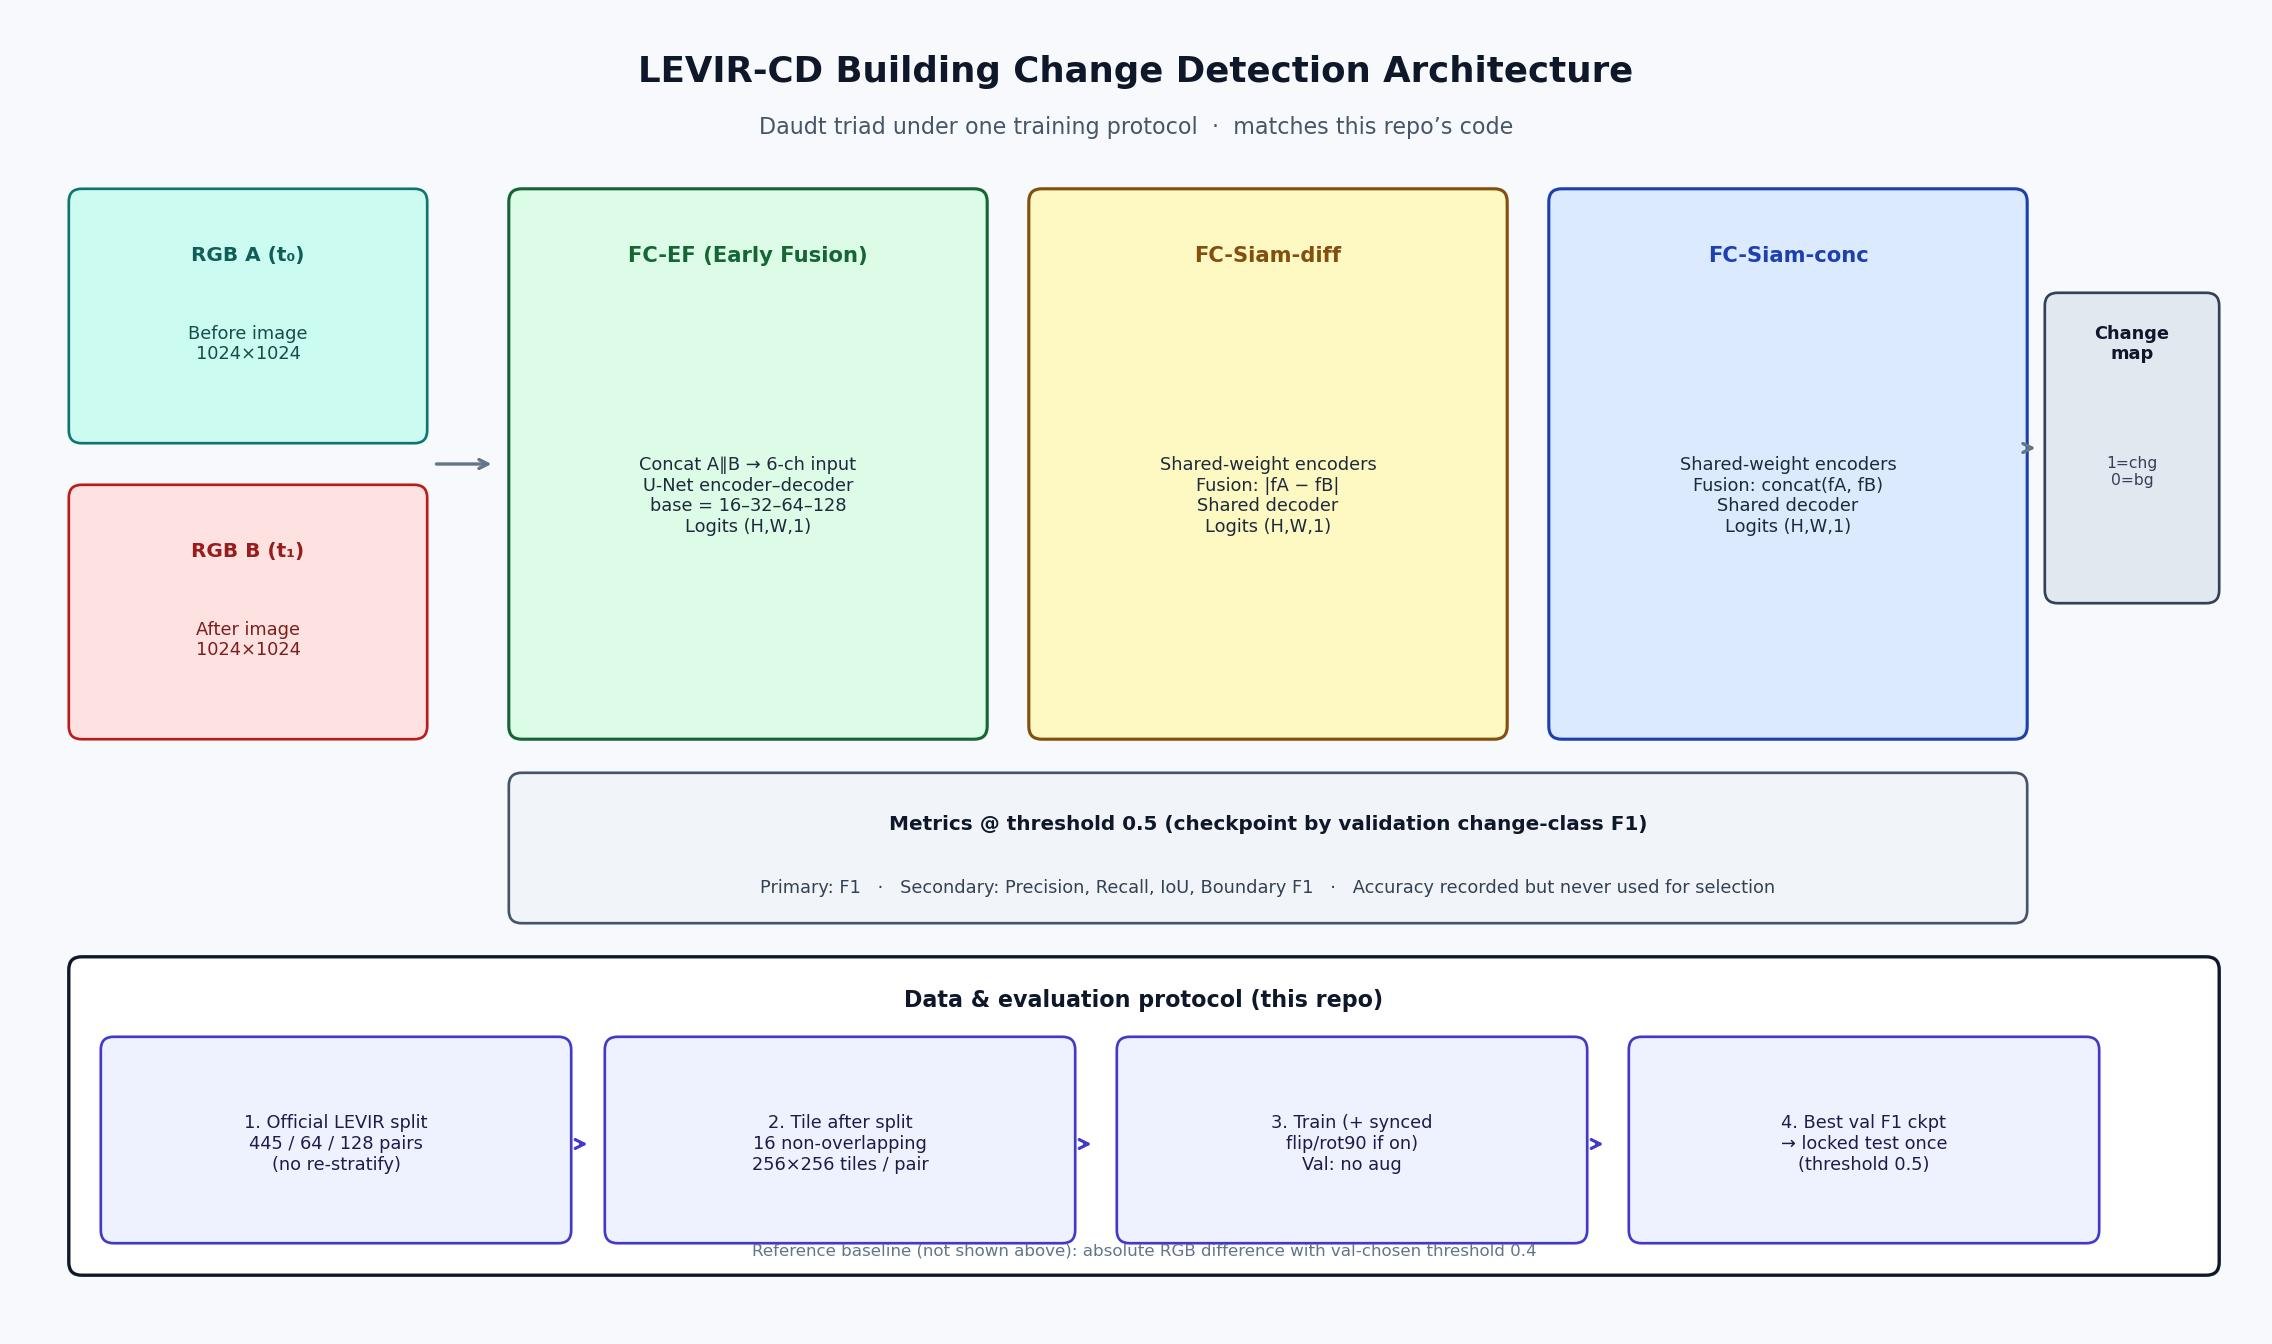 LEVIR-CD Building Change Detection Architecture
Daudt triad under one training protocol · matches this repo’s code
RGB A (t₀)
Before image
1024×1024
RGB B (t₁)
After image
1024×1024
FC-EF (Early Fusion)
Concat A∥B → 6-ch input
U-Net encoder–decoder
base = 16–32–64–128
Logits (H,W,1)
FC-Siam-diff
Shared-weight encoders
Fusion: |fA − fB|
Shared decoder
Logits (H,W,1)
FC-Siam-conc
Shared-weight encoders
Fusion: concat(fA, fB)
Shared decoder
Logits (H,W,1)
Change
map
1=chg
0=bg
Metrics @ threshold 0.5 (checkpoint by validation change-class F1)
Primary: F1 · Secondary: Precision, Recall, IoU, Boundary F1 · Accuracy recorded but never used for selection
Data & evaluation protocol (this repo)
1. Official LEVIR split
445 / 64 / 128 pairs
(no re-stratify)
2. Tile after split
16 non-overlapping
256×256 tiles / pair
3. Train (+ synced
flip/rot90 if on)
Val: no aug
4. Best val F1 ckpt
→ locked test once
(threshold 0.5)
Reference baseline (not shown above): absolute RGB difference with val-chosen threshold 0.4